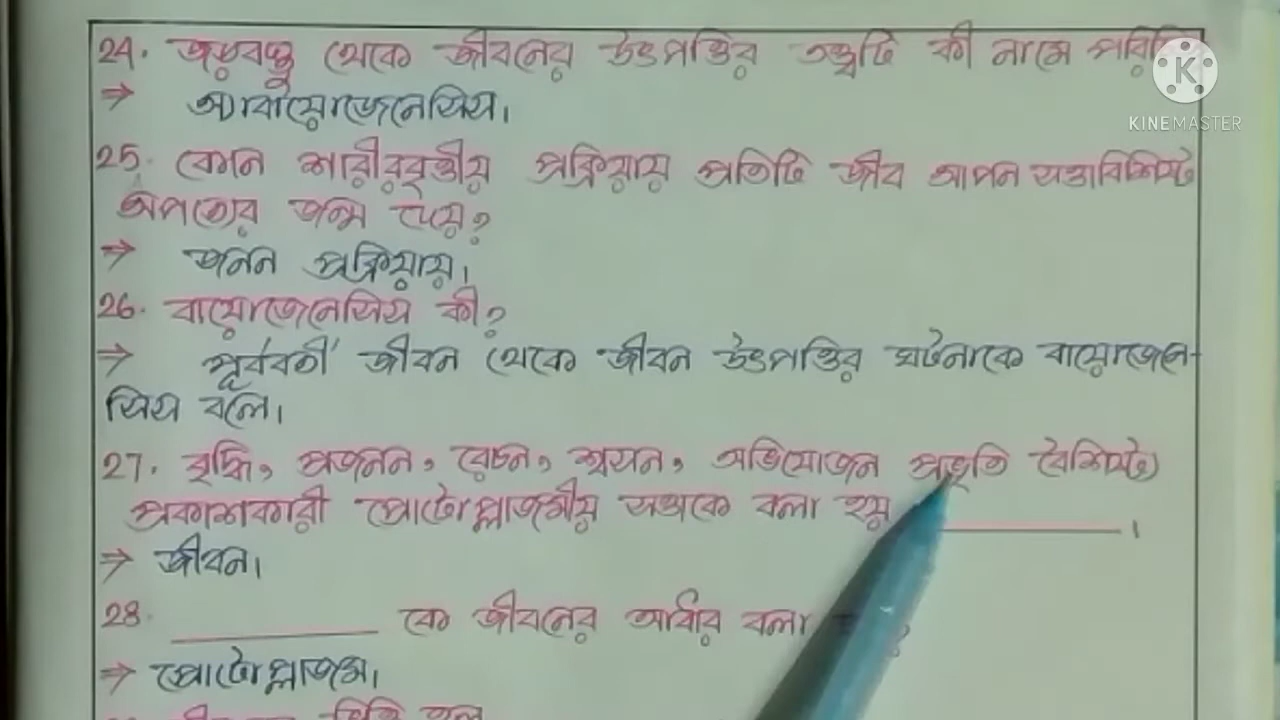 24. জড়বস্তু থেকে জীবনের উৎপত্তির তত্ত্বটি কী নামে
KINEMASTER
⇒ অ্যাবায়োজেনেসিস।
25. কোন শারীরবৃত্তীয় প্রক্রিয়ায় প্রতিটি জীব আপন সত্তাবিশিষ্ট
অপত্যের জন্ম দেয়?
⇒ জনন প্রক্রিয়ায়।
26. বায়োজেনেসিস কী?
⇒ পূর্ববর্তী জীবন থেকে জীবন উৎপত্তির ঘটনাকে বায়োজেনে-
সিস বলে।
27. বৃদ্ধি, প্রজনন, রেচন, শ্বসন, অভিযোজন প্রভৃতি বৈশিষ্ট্য
প্রকাশকারী প্রোটোপ্লাজমীয় সত্তাকে বলা হয় ________।
⇒ জীবন।
28. ________ কে জীবনের আধার বলা
⇒ প্রোটোপ্লাজম।